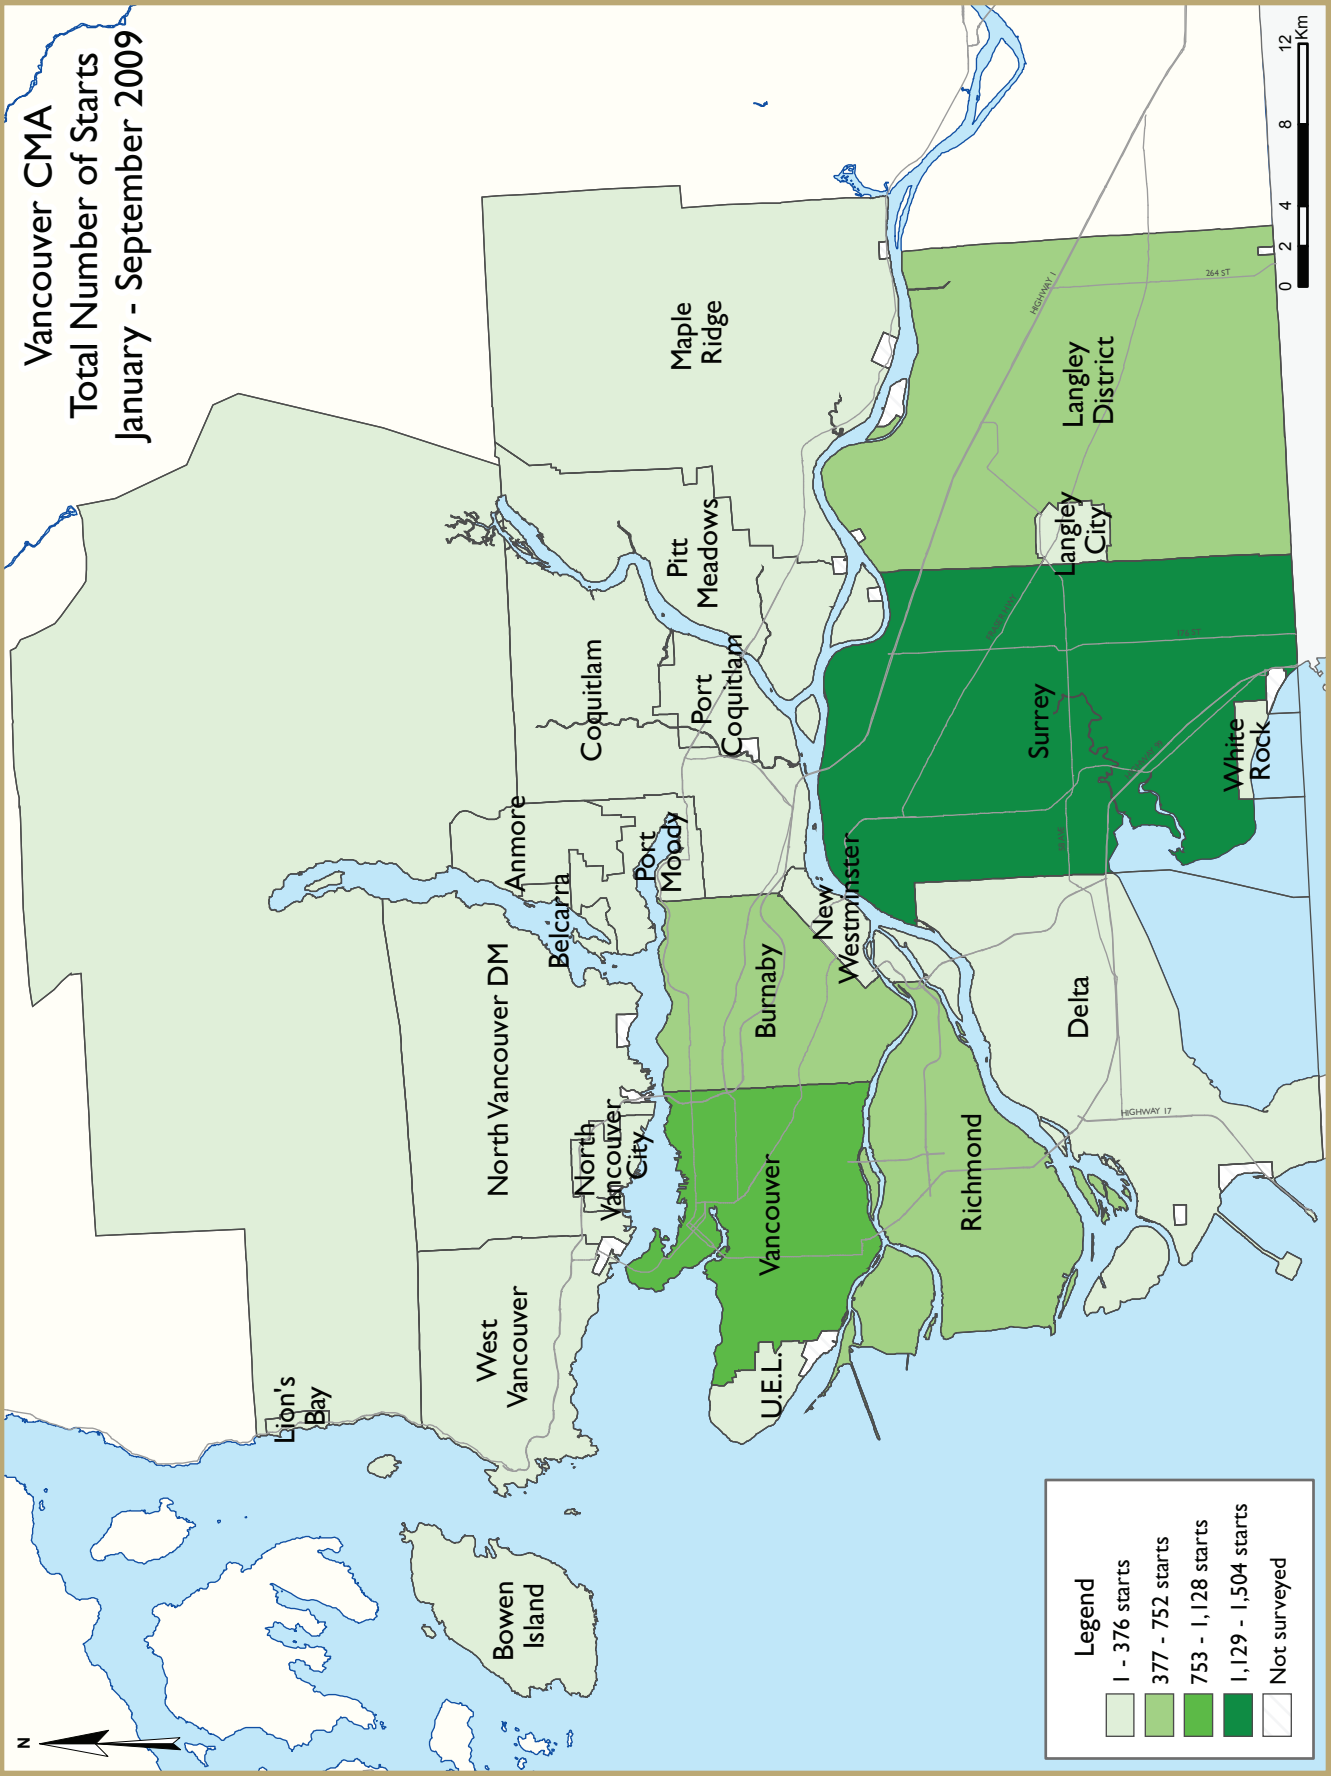 Vancouver CMA
Total Number of Starts
January - September 2009
N
Lion's
Bay
Bowen
Island
West
Vancouver
North Vancouver DM
North
Vancouver
City
Belcarra
Anmore
Port
Moody
Coquitlam
Port
Coquitlam
Pitt
Meadows
Maple
Ridge
U.E.L.
Vancouver
Burnaby
New
Westminster
Richmond
Delta
Surrey
White
Rock
Langley
City
Langley
District
HIGHWAY 1
264 ST
176 ST
HIGHWAY 17
Legend
1 - 376 starts
377 - 752 starts
753 - 1,128 starts
1,129 - 1,504 starts
Not surveyed
0 2 4 8 12
Km